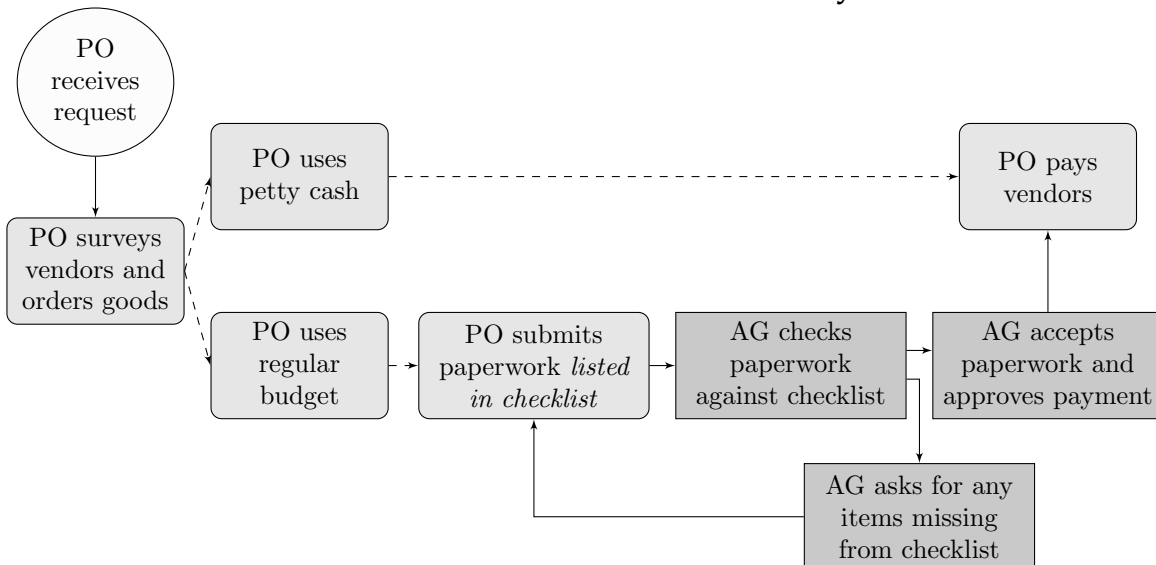 PO
receives
request
PO surveys
vendors and
orders goods
PO uses
petty cash
PO pays
vendors
PO uses
regular
budget
PO submits
paperwork listed
in checklist
AG checks
paperwork
against checklist
AG accepts
paperwork and
approves payment
AG asks for any
items missing
from checklist